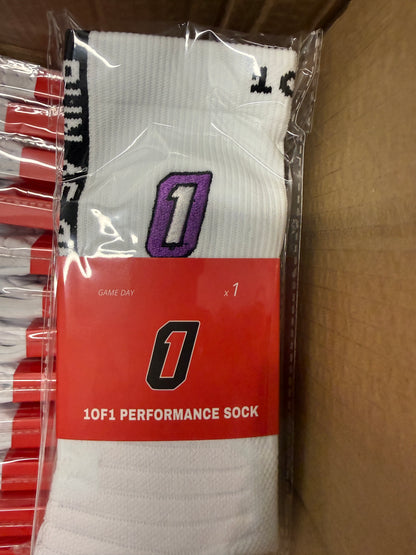 GAME DAY
x 1
1OF1 PERFORMANCE SOCK